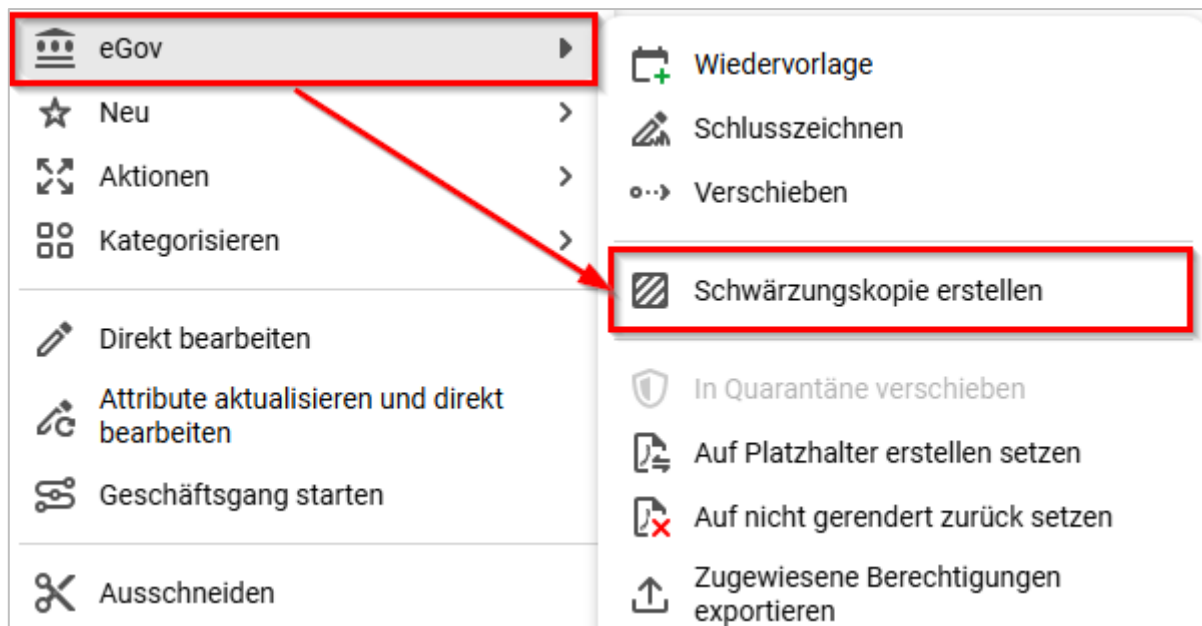 eGov
Neu
Aktionen
Kategorisieren
Direkt bearbeiten
Attribute aktualisieren und direkt
bearbeiten
Geschäftsgang starten
Ausschneiden
Wiedervorlage
Schlusszeichnen
Verschieben
Schwärzungskopie erstellen
In Quarantäne verschieben
Auf Platzhalter erstellen setzen
Auf nicht gerendert zurück setzen
Zugewiesene Berechtigungen
exportieren